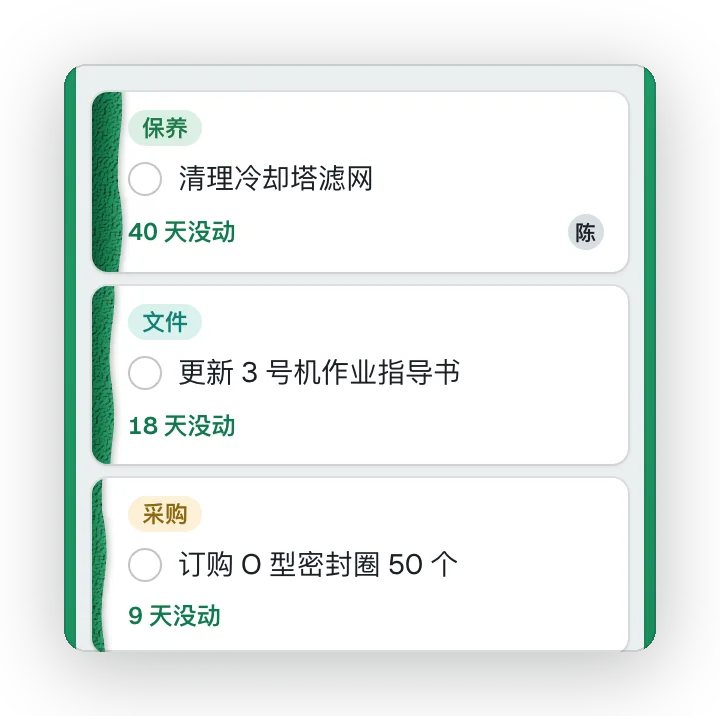 保养
清理冷却塔滤网
40 天没动
陈
文件
更新 3 号机作业指导书
18 天没动
采购
订购 O 型密封圈 50 个
9 天没动